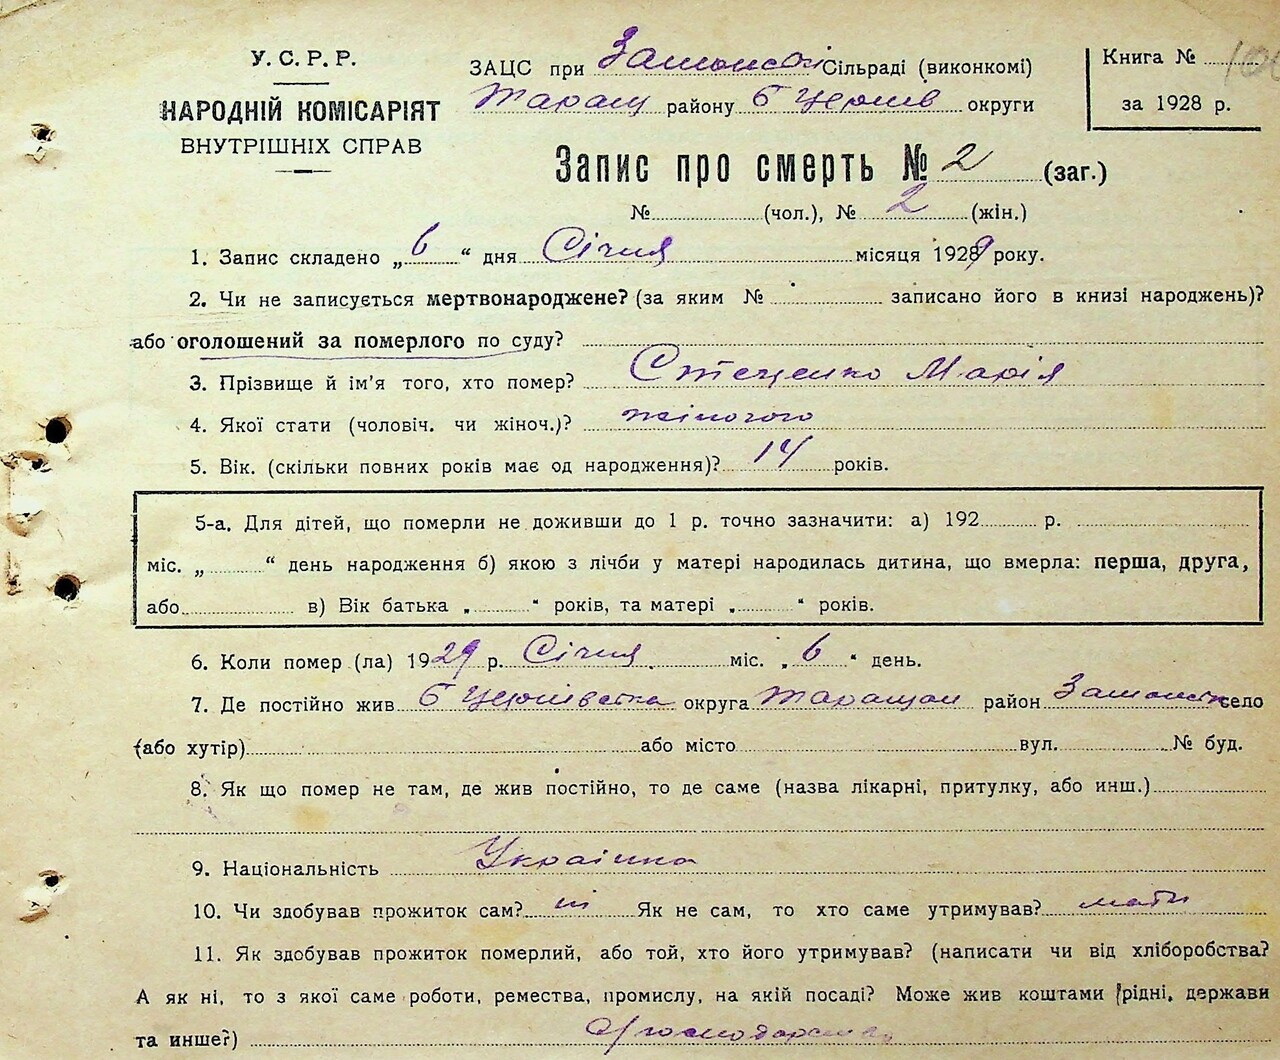 У. С. Р. Р.
НАРОДНІЙ КОМІСАРІЯТ
ВНУТРІШНІХ СПРАВ
ЗАЦС при Сільраді (виконкомі)
Таращ району Б Церків округи
Книга №
за 1928 р.
Запис про смерть № 2 (заг.)
№ (чол.), № 2 (жін.)
1. Запис складено „6“ дня Січня місяця 1929 року.
2. Чи не записується мертвонароджене? (за яким № записано його в книзі народжень)?
або оголошений за померлого по суду?
3. Прізвище й ім'я того, хто помер? Стеценко Марія
4. Якої статі (чоловіч. чи жіноч.)? жіночого
5. Вік. (скільки повних років має од народження)? 14 років.
5-а. Для дітей, що померли не доживши до 1 р. точно зазначити: а) 192 р.
міс. „ “ день народження б) якою з лічби у матері народилась дитина, що вмерла: перша, друга,
або в) Вік батька „ “ років, та матері „ “ років.
6. Коли помер (ла) 1929 р. Січня міс. „6“ день.
7. Де постійно жив Б Церківська округа Таращан район село
(або хутір) або місто вул. № буд.
8. Як що помер не там, де жив постійно, то де саме (назва лікарні, притулку, або инш.)
9. Національність Українка
10. Чи здобував прожиток сам? ні Як не сам, то хто саме утримував? мати
11. Як здобував прожиток померлий, або той, хто його утримував? (написати чи від хліборобства?
А як ні, то з якої саме роботи, ремества, промислу, на якій посаді? Може жив коштами рідні, держави
та инше?)